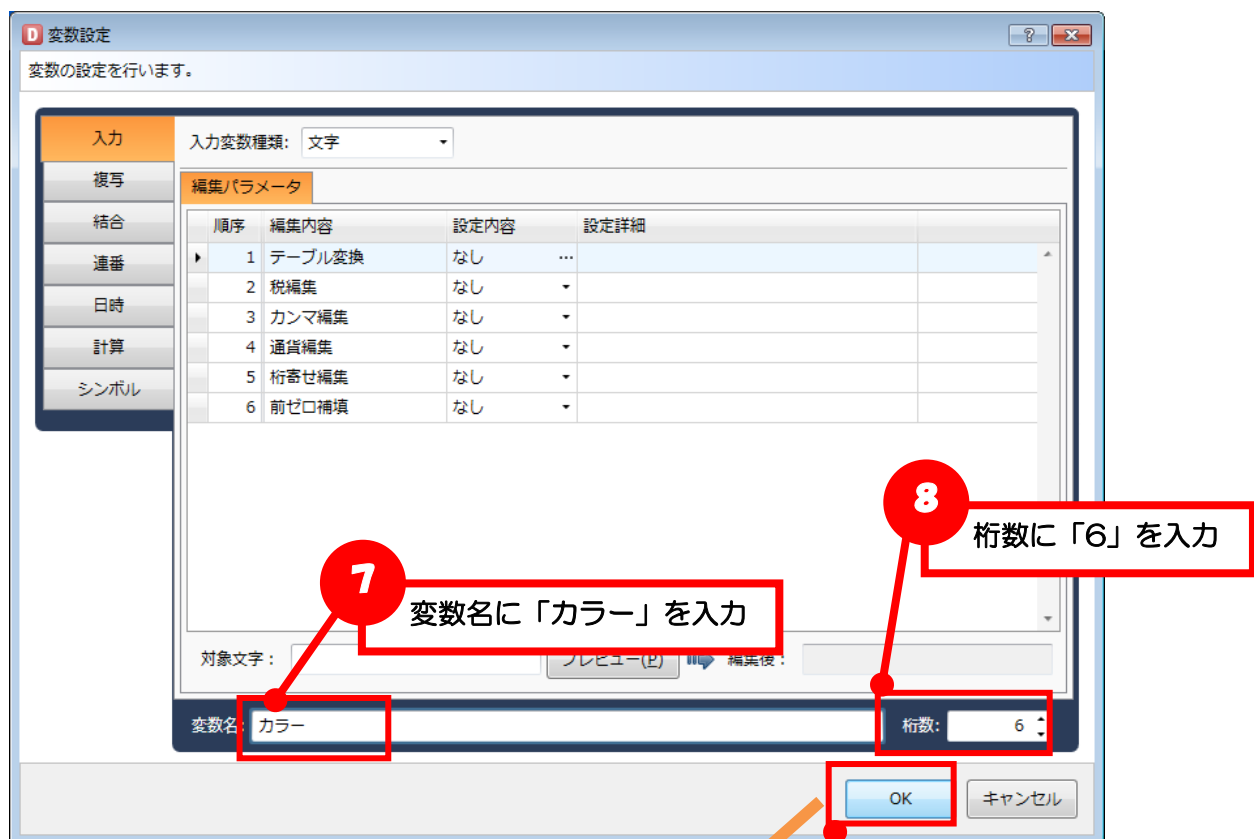 D 変数設定
?
変数の設定を行います。
入力
複写
結合
連番
日時
計算
シンボル
入力変数種類: 文字
編集パラメータ
順序 編集内容 設定内容 設定詳細
1 テーブル変換 なし ...
2 税編集 なし
3 カンマ編集 なし
4 通貨編集 なし
5 桁寄せ編集 なし
6 前ゼロ補填 なし
8
桁数に「6」を入力
7
変数名に「カラー」を入力
対象文字: プレビュー(P) 編集後:
変数名: カラー 桁数: 6
OK キャンセル